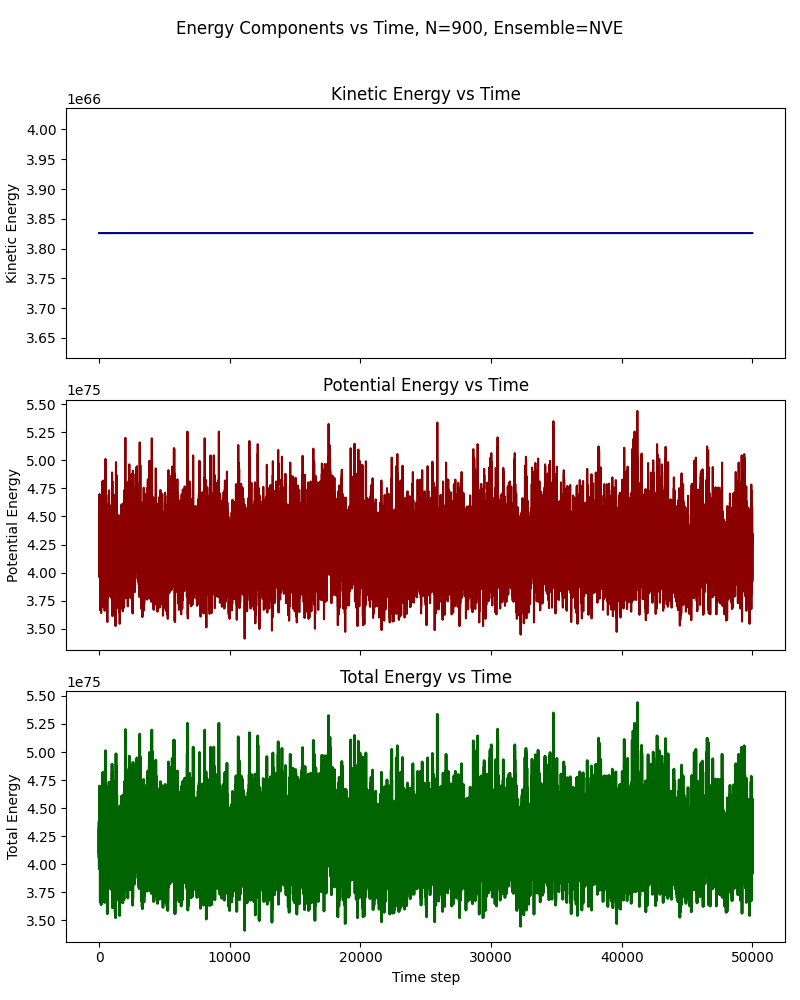 Energy Components vs Time, N=900, Ensemble=NVE
Kinetic Energy vs Time
1e66
4.00
3.95
3.90
3.85
3.80
3.75
3.70
3.65
Kinetic Energy
Potential Energy vs Time
1e75
5.50
5.25
5.00
4.75
4.50
4.25
4.00
3.75
3.50
Potential Energy
Total Energy vs Time
1e75
5.50
5.25
5.00
4.75
4.50
4.25
4.00
3.75
3.50
Total Energy
0 10000 20000 30000 40000 50000
Time step